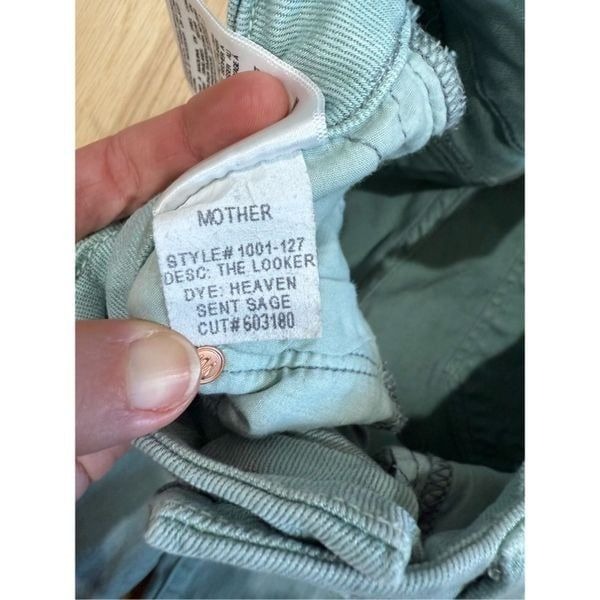 MOTHER
STYLE# 1001-127
DESC: THE LOOKER
DYE: HEAVEN
SENT SAGE
CUT#603180